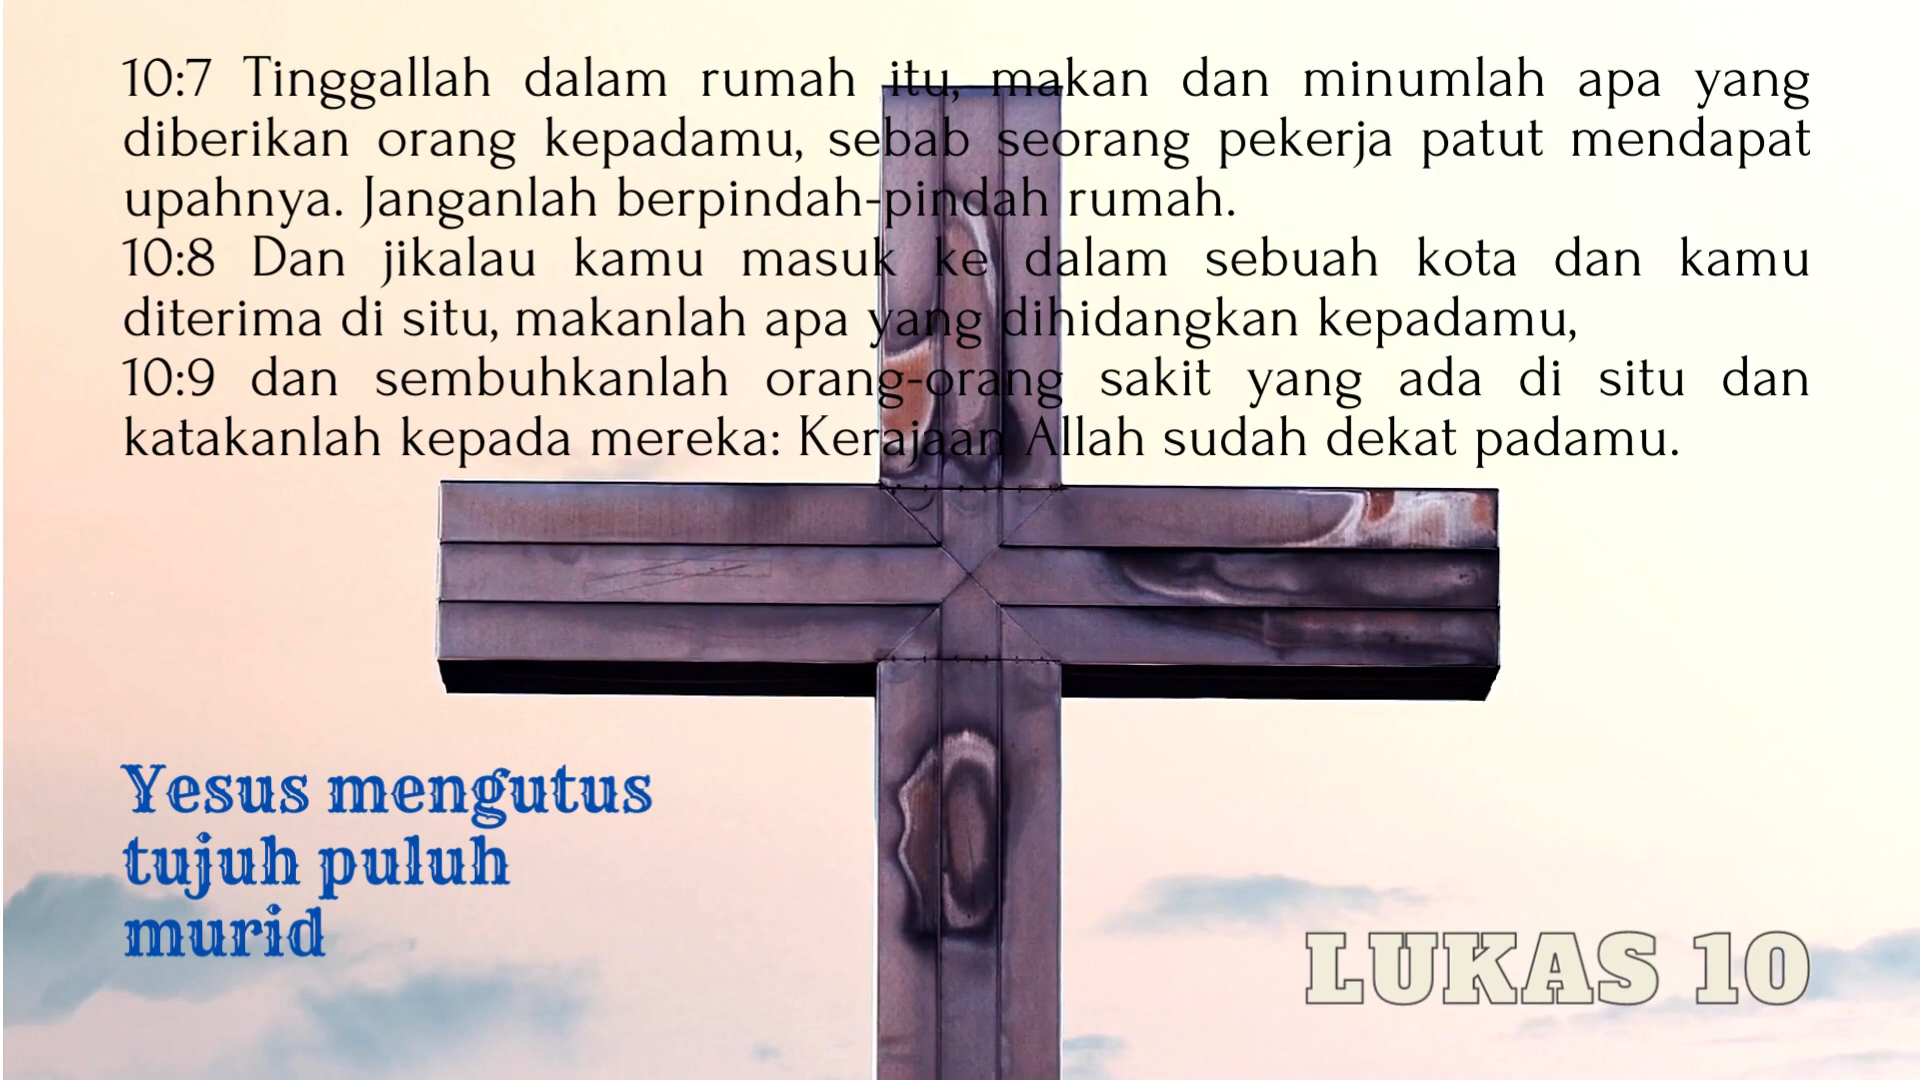 10:7 Tinggallah dalam rumah itu, makan dan minumlah apa yang
diberikan orang kepadamu, sebab seorang pekerja patut mendapat
upahnya. Janganlah berpindah-pindah rumah.
10:8 Dan jikalau kamu masuk ke dalam sebuah kota dan kamu
diterima di situ, makanlah apa yang dihidangkan kepadamu,
10:9 dan sembuhkanlah orang-orang sakit yang ada di situ dan
katakanlah kepada mereka: Kerajaan Allah sudah dekat padamu.
Yesus mengutus
tujuh puluh
murid
LUKAS 10